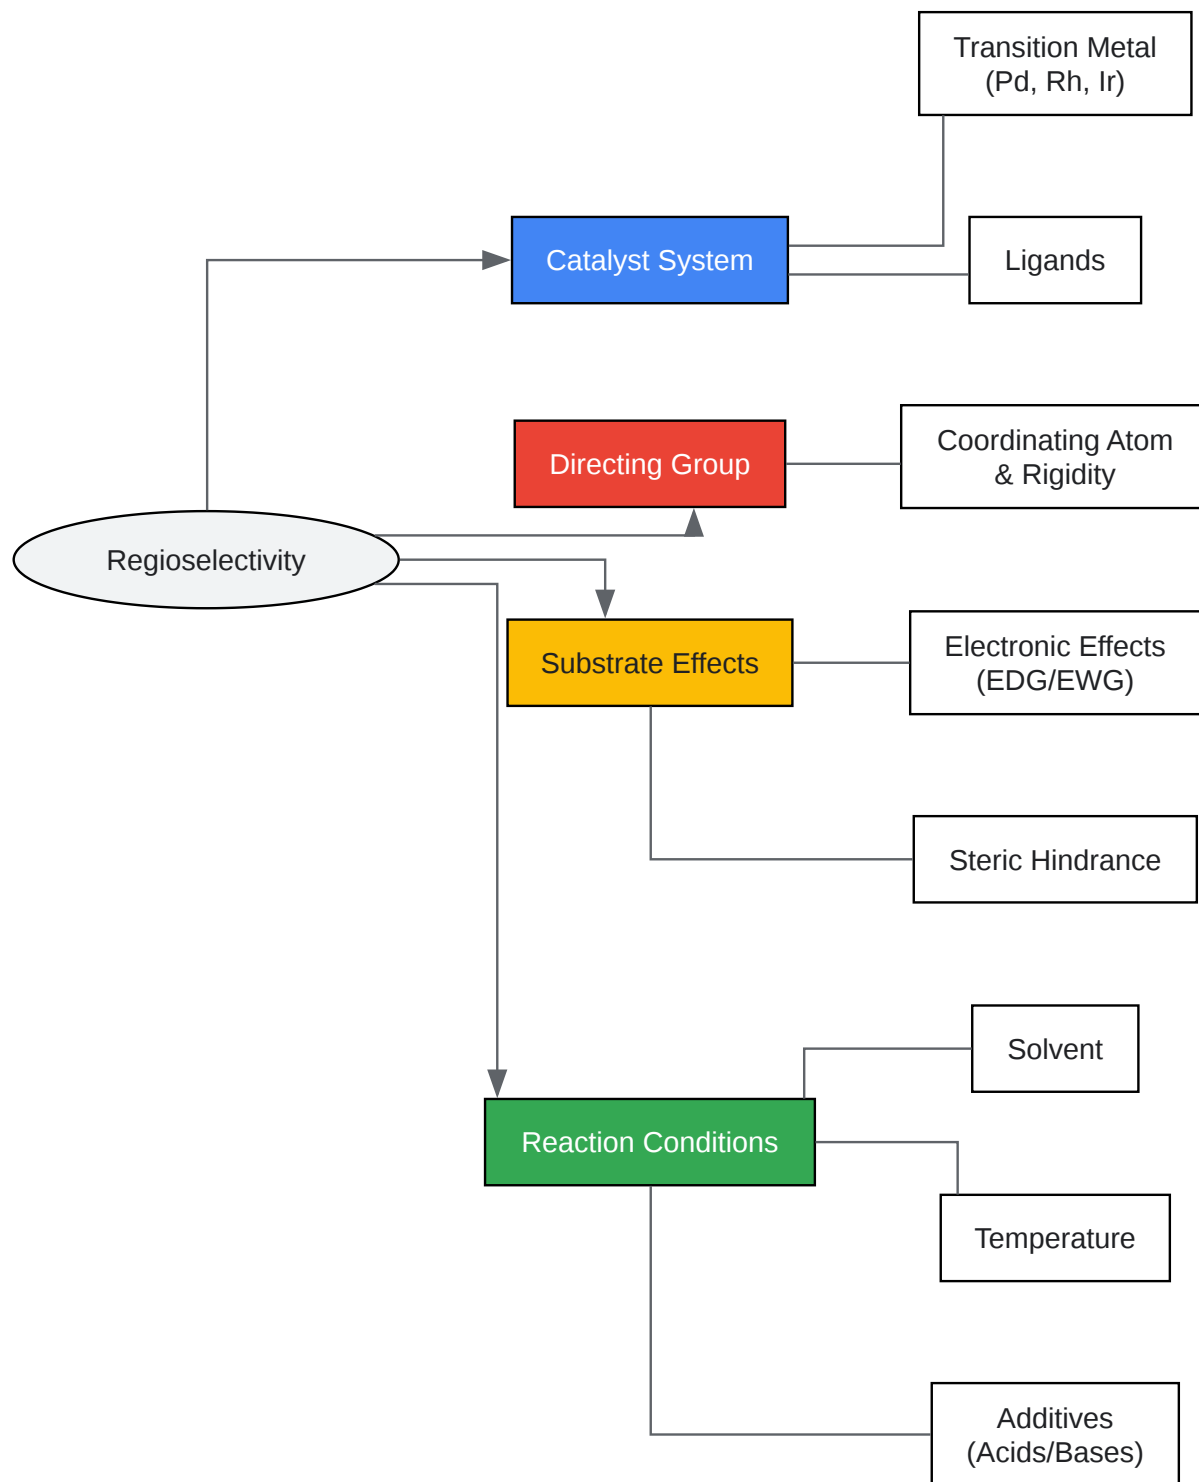 Transition Metal
(Pd, Rh, Ir)
Catalyst System
Ligands
Directing Group
Coordinating Atom
& Rigidity
Regioselectivity
Substrate Effects
Electronic Effects
(EDG/EWG)
Steric Hindrance
Solvent
Reaction Conditions
Temperature
Additives
(Acids/Bases)